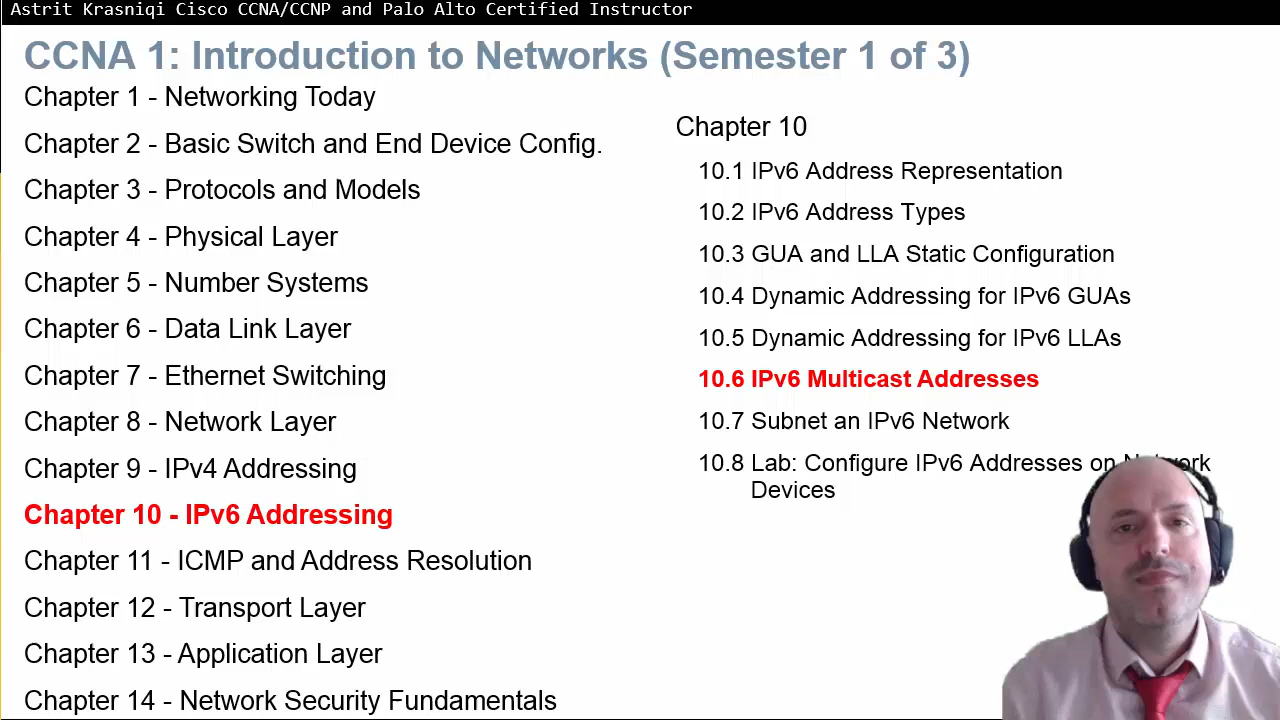 Astrit Krasniqi Cisco CCNA/CCNP and Palo Alto Certified Instructor
CCNA 1: Introduction to Networks (Semester 1 of 3)
Chapter 1 - Networking Today
Chapter 2 - Basic Switch and End Device Config.
Chapter 3 - Protocols and Models
Chapter 4 - Physical Layer
Chapter 5 - Number Systems
Chapter 6 - Data Link Layer
Chapter 7 - Ethernet Switching
Chapter 8 - Network Layer
Chapter 9 - IPv4 Addressing
Chapter 10 - IPv6 Addressing
Chapter 11 - ICMP and Address Resolution
Chapter 12 - Transport Layer
Chapter 13 - Application Layer
Chapter 14 - Network Security Fundamentals
Chapter 10
10.1 IPv6 Address Representation
10.2 IPv6 Address Types
10.3 GUA and LLA Static Configuration
10.4 Dynamic Addressing for IPv6 GUAs
10.5 Dynamic Addressing for IPv6 LLAs
10.6 IPv6 Multicast Addresses
10.7 Subnet an IPv6 Network
10.8 Lab: Configure IPv6 Addresses on Network
Devices